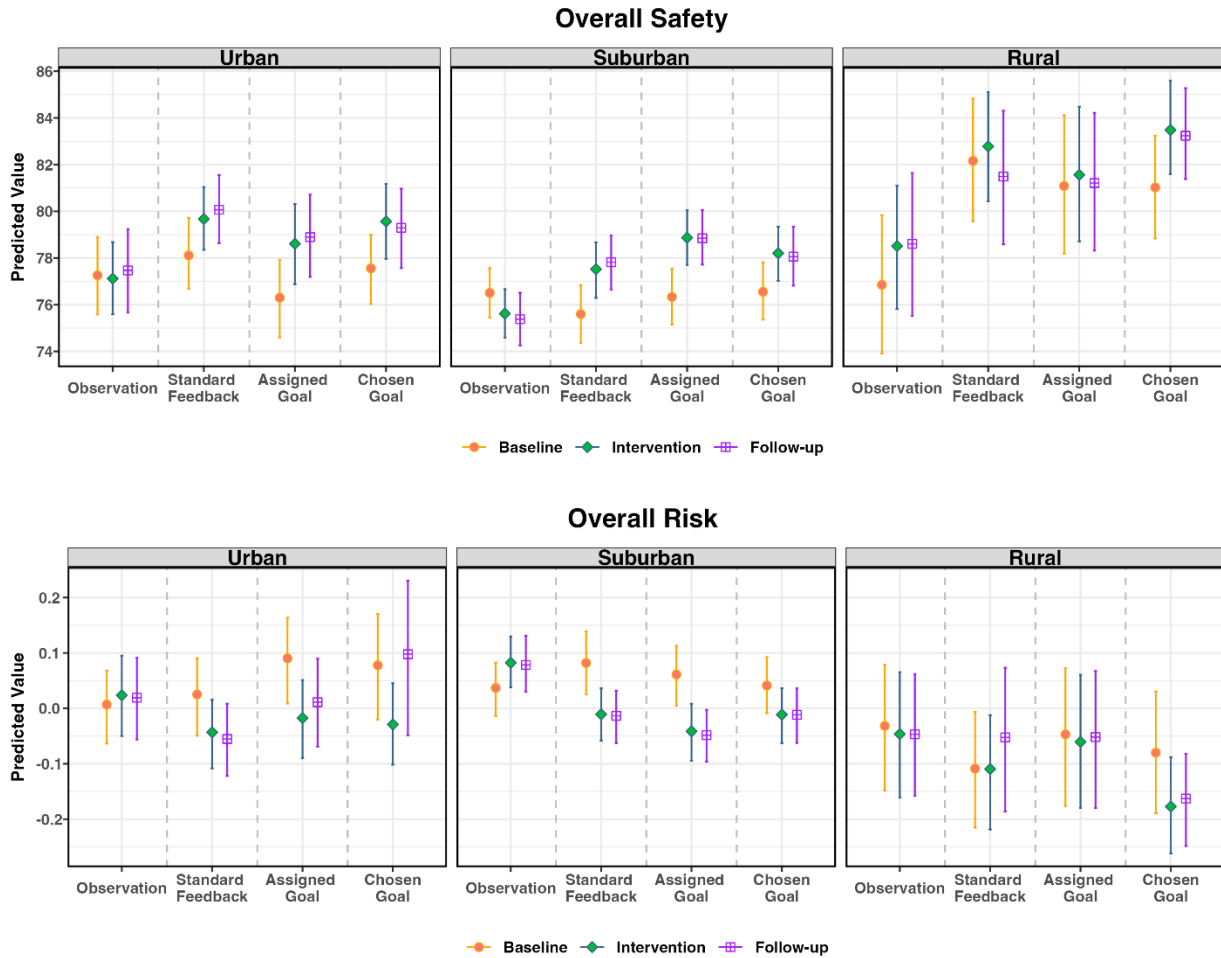 Overall Safety
Urban
Suburban
Rural
Predicted Value
86
84
82
80
78
76
74
Observation
Standard
Feedback
Assigned
Goal
Chosen
Goal
Observation
Standard
Feedback
Assigned
Goal
Chosen
Goal
Observation
Standard
Feedback
Assigned
Goal
Chosen
Goal
Baseline Intervention Follow-up
Overall Risk
Urban
Suburban
Rural
Predicted Value
0.2
0.1
0.0
-0.1
-0.2
Observation
Standard
Feedback
Assigned
Goal
Chosen
Goal
Observation
Standard
Feedback
Assigned
Goal
Chosen
Goal
Observation
Standard
Feedback
Assigned
Goal
Chosen
Goal
Baseline Intervention Follow-up